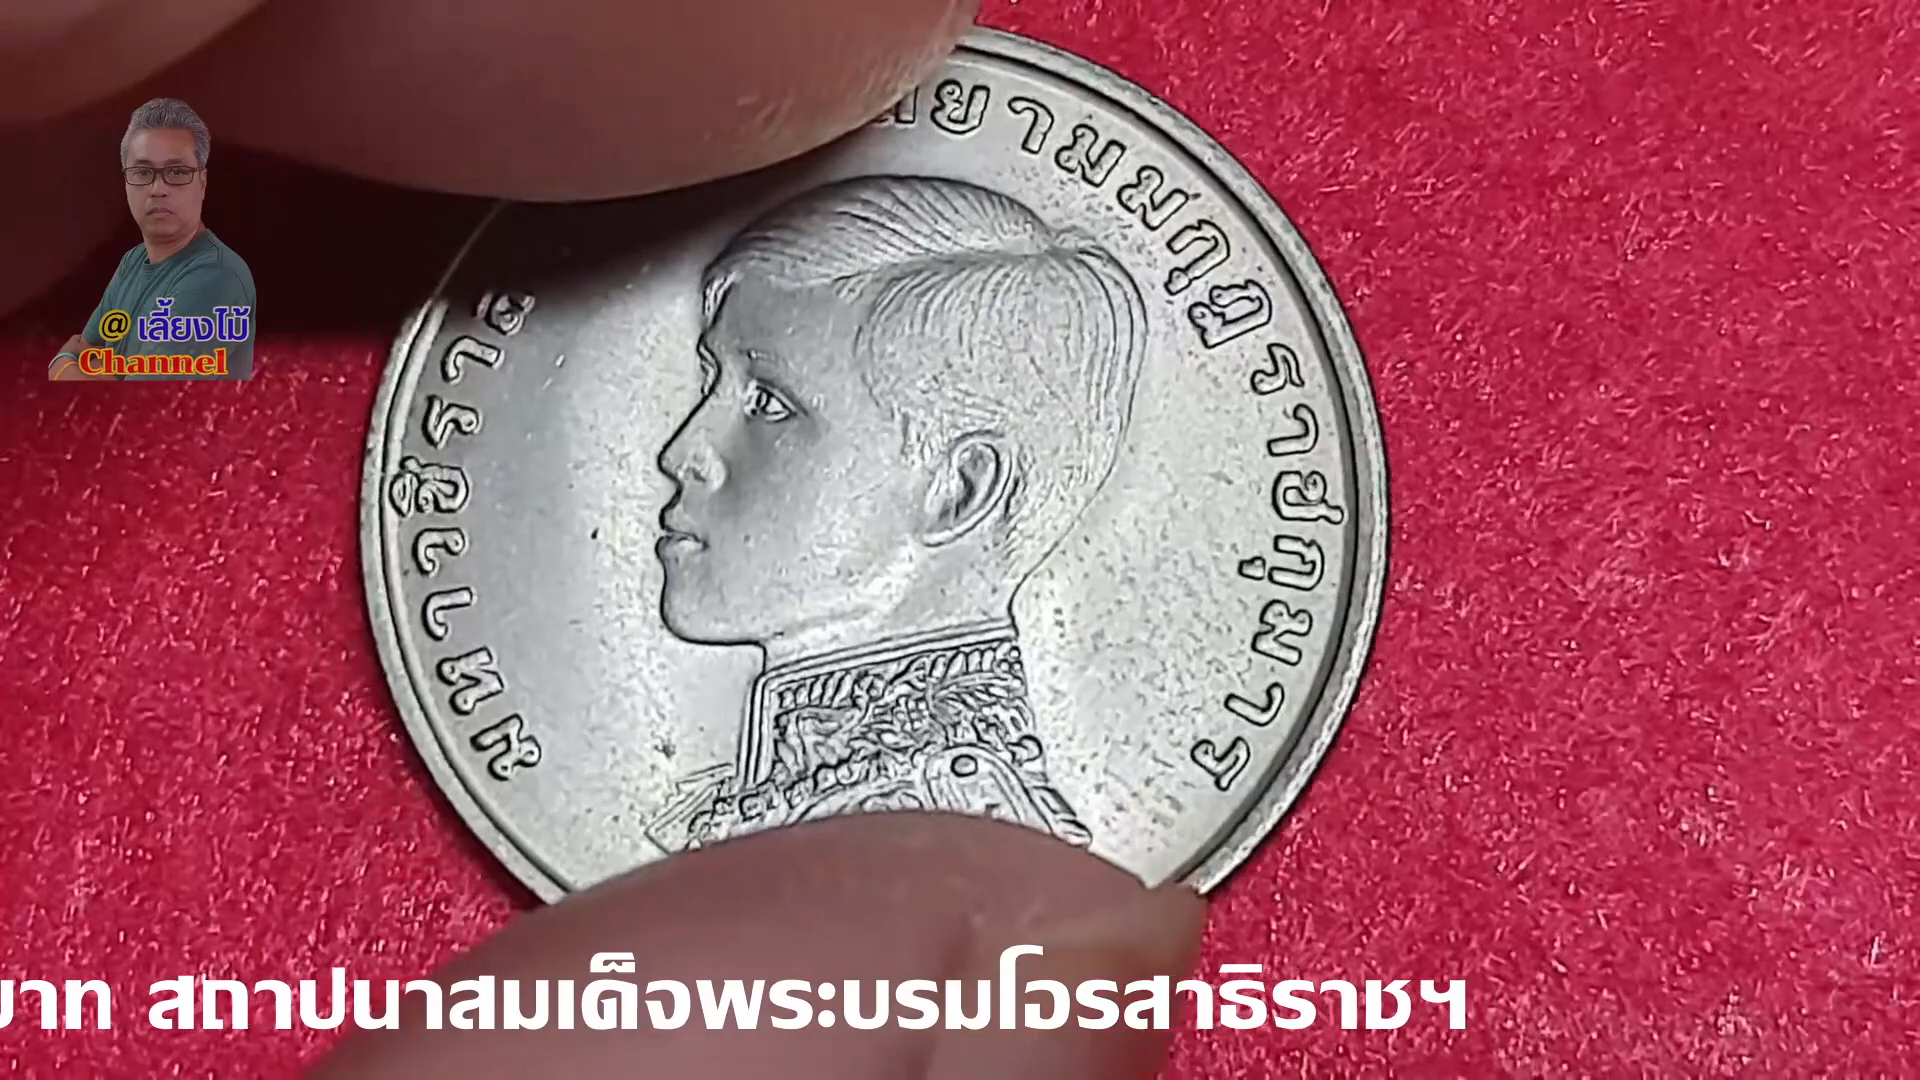 @ เลี้ยงไม้
Channel
มหาวชิราล
ยามมกุฎราชกุมาร
าท สถาปนาสมเด็จพระบรมโอรสาธิราชฯ